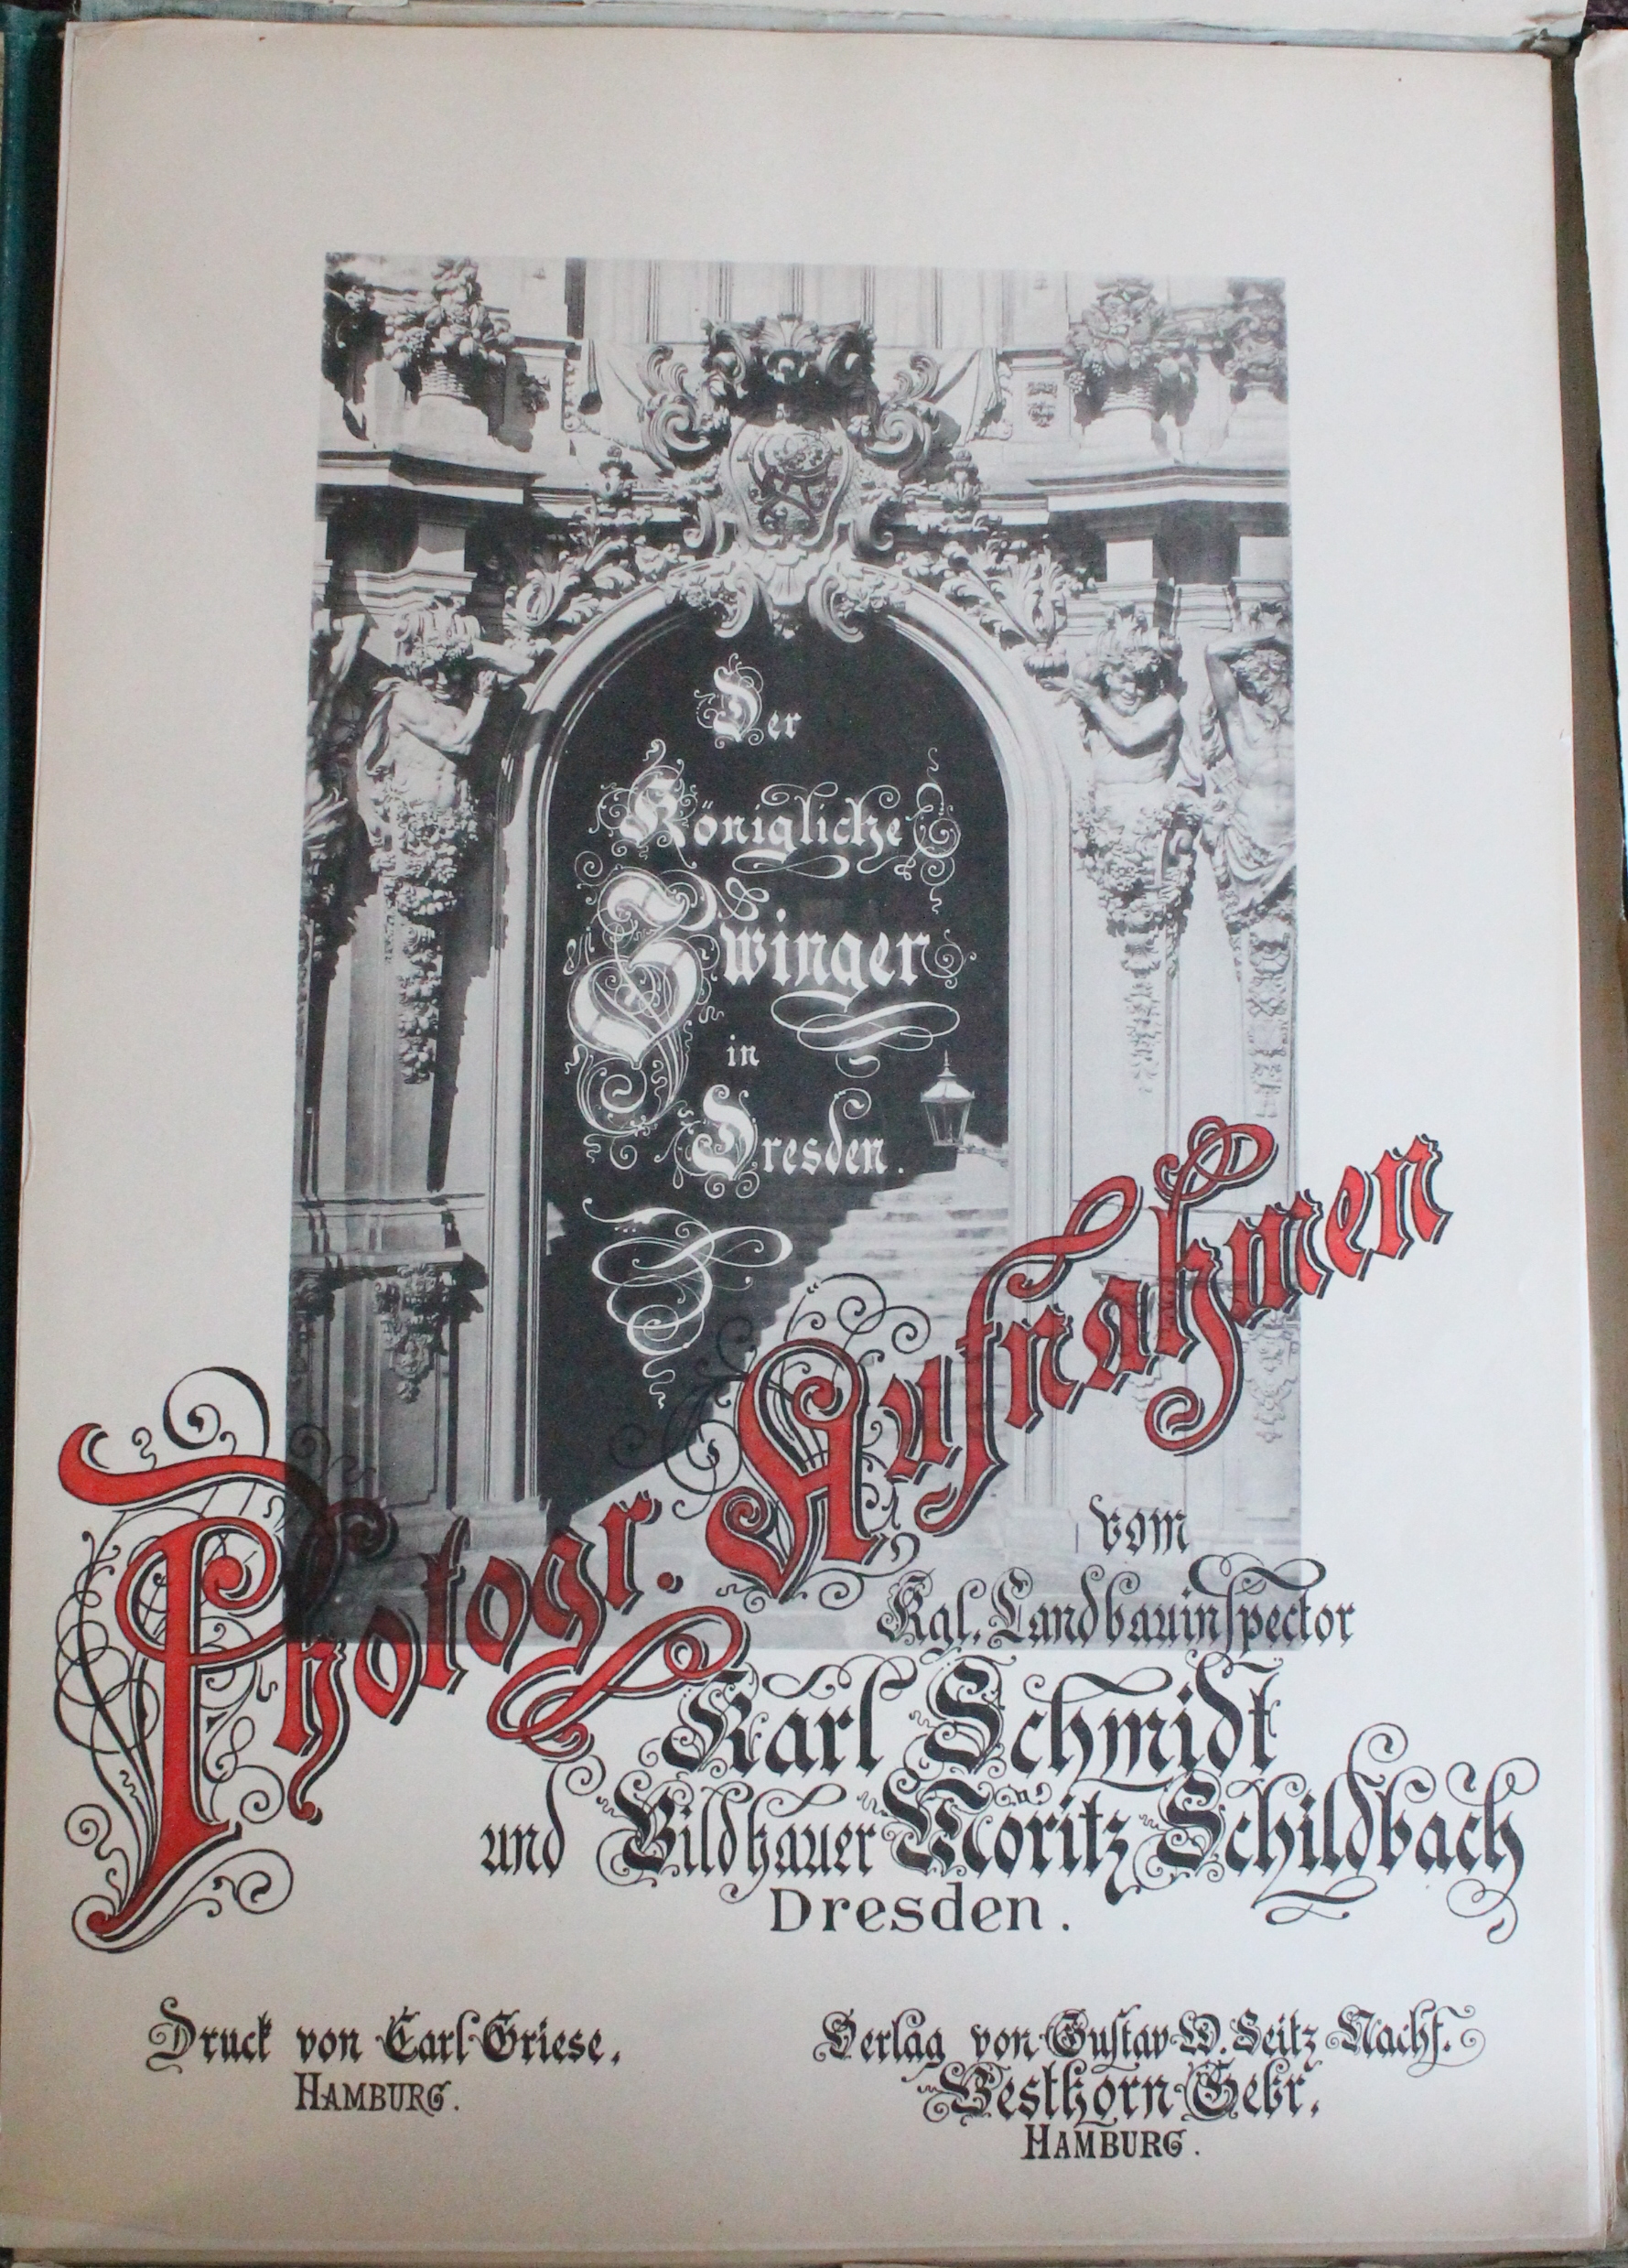 Der
Königliche
Zwinger
in
Dresden.
Photogr. Aufnahmen
vom
Kgl. Landbauinspector
Karl Schmidt
und Bildhauer Moritz Schildbach
Dresden.
Druck von Carl Griese.
HAMBURG.
Verlag von Gustav W. Seitz Nachf.
Besthorn Gebr.
HAMBURG.